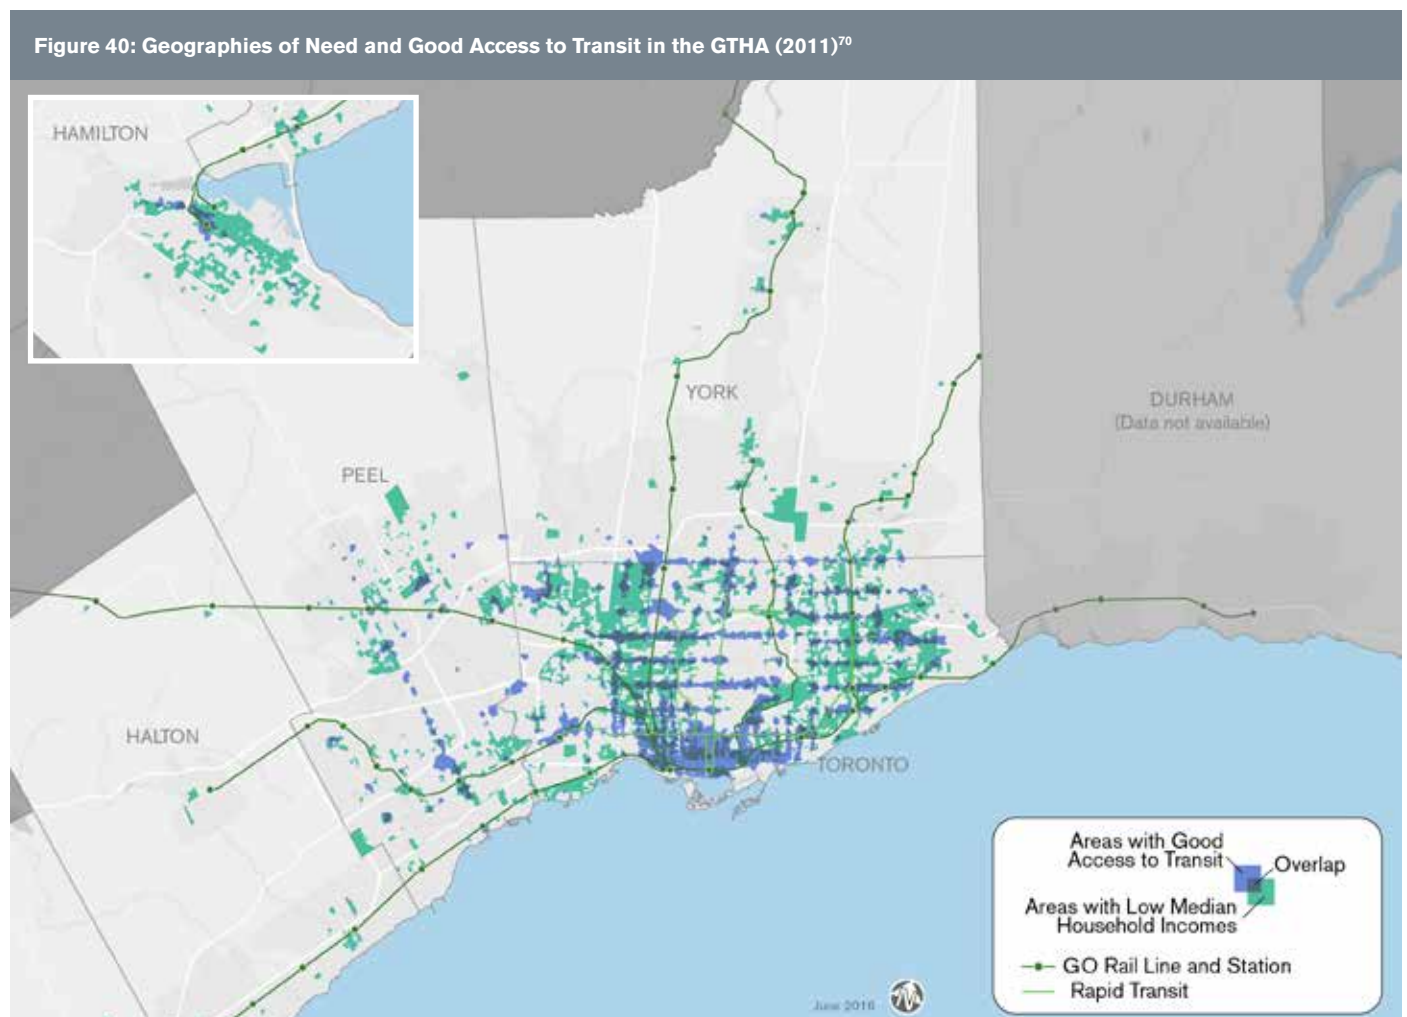 Figure 40: Geographies of Need and Good Access to Transit in the GTHA (2011)70
HAMILTON
YORK
DURHAM
(Data not available)
PEEL
HALTON
TORONTO
Areas with Good
Access to Transit
Overlap
Areas with Low Median
Household Incomes
GO Rail Line and Station
Rapid Transit
June 2016